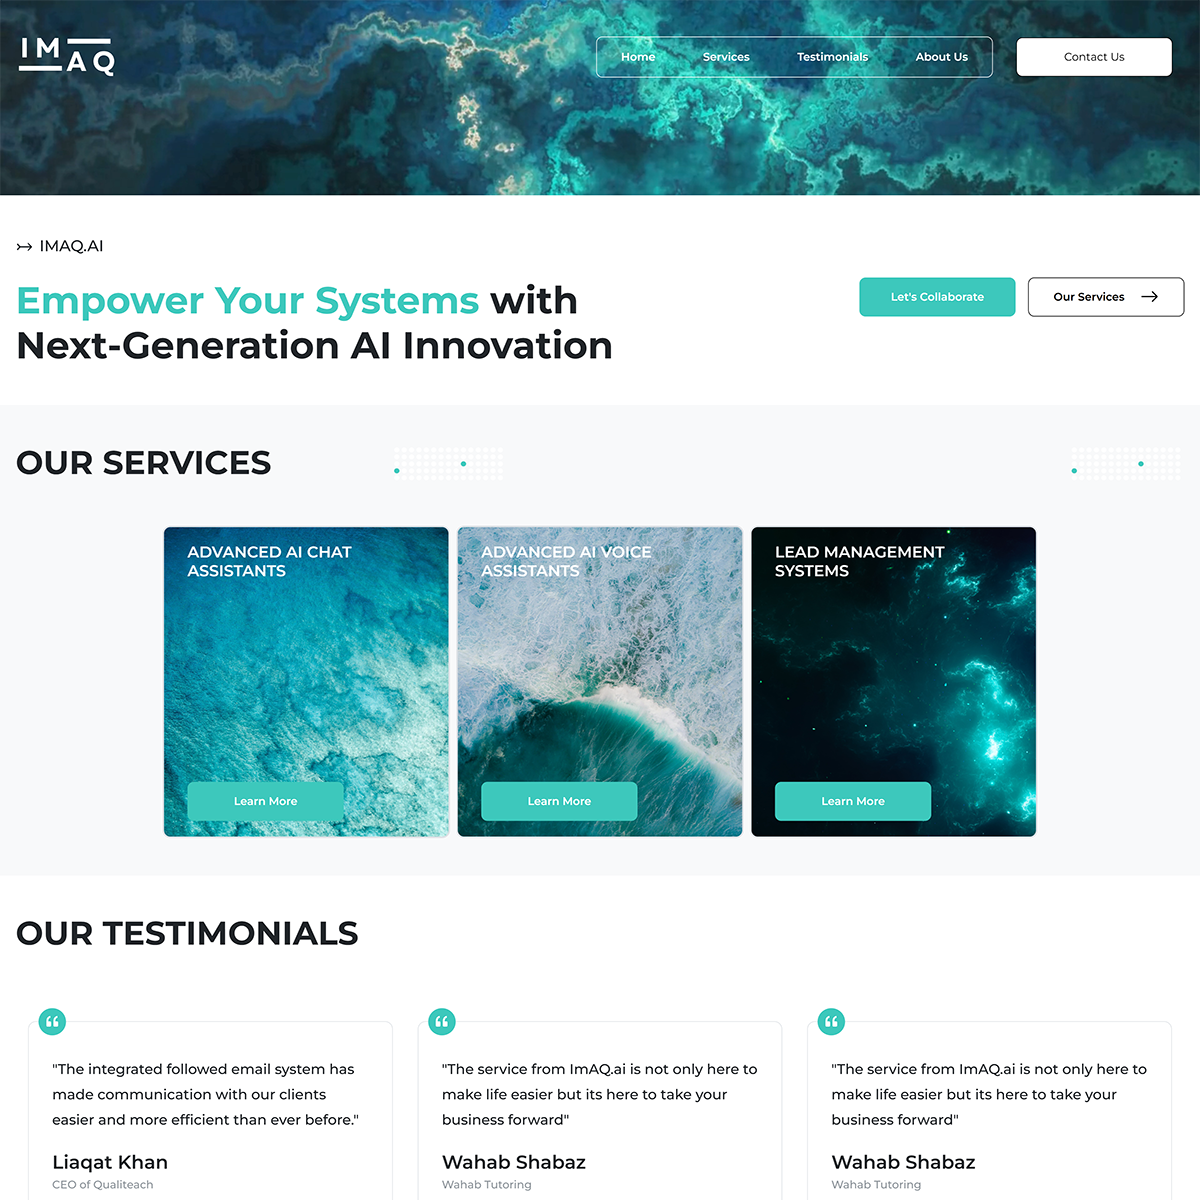 IM
AQ
Home Services Testimonials About Us Contact Us
IMAQ.AI
Empower Your Systems with
Next-Generation AI Innovation
Let's Collaborate Our Services
OUR SERVICES
ADVANCED AI CHAT
ASSISTANTS
Learn More
ADVANCED AI VOICE
ASSISTANTS
Learn More
LEAD MANAGEMENT
SYSTEMS
Learn More
OUR TESTIMONIALS
"The integrated followed email system has
made communication with our clients
easier and more efficient than ever before."
Liaqat Khan
CEO of Qualiteach
"The service from ImAQ.ai is not only here to
make life easier but its here to take your
business forward"
Wahab Shabaz
Wahab Tutoring
"The service from ImAQ.ai is not only here to
make life easier but its here to take your
business forward"
Wahab Shabaz
Wahab Tutoring